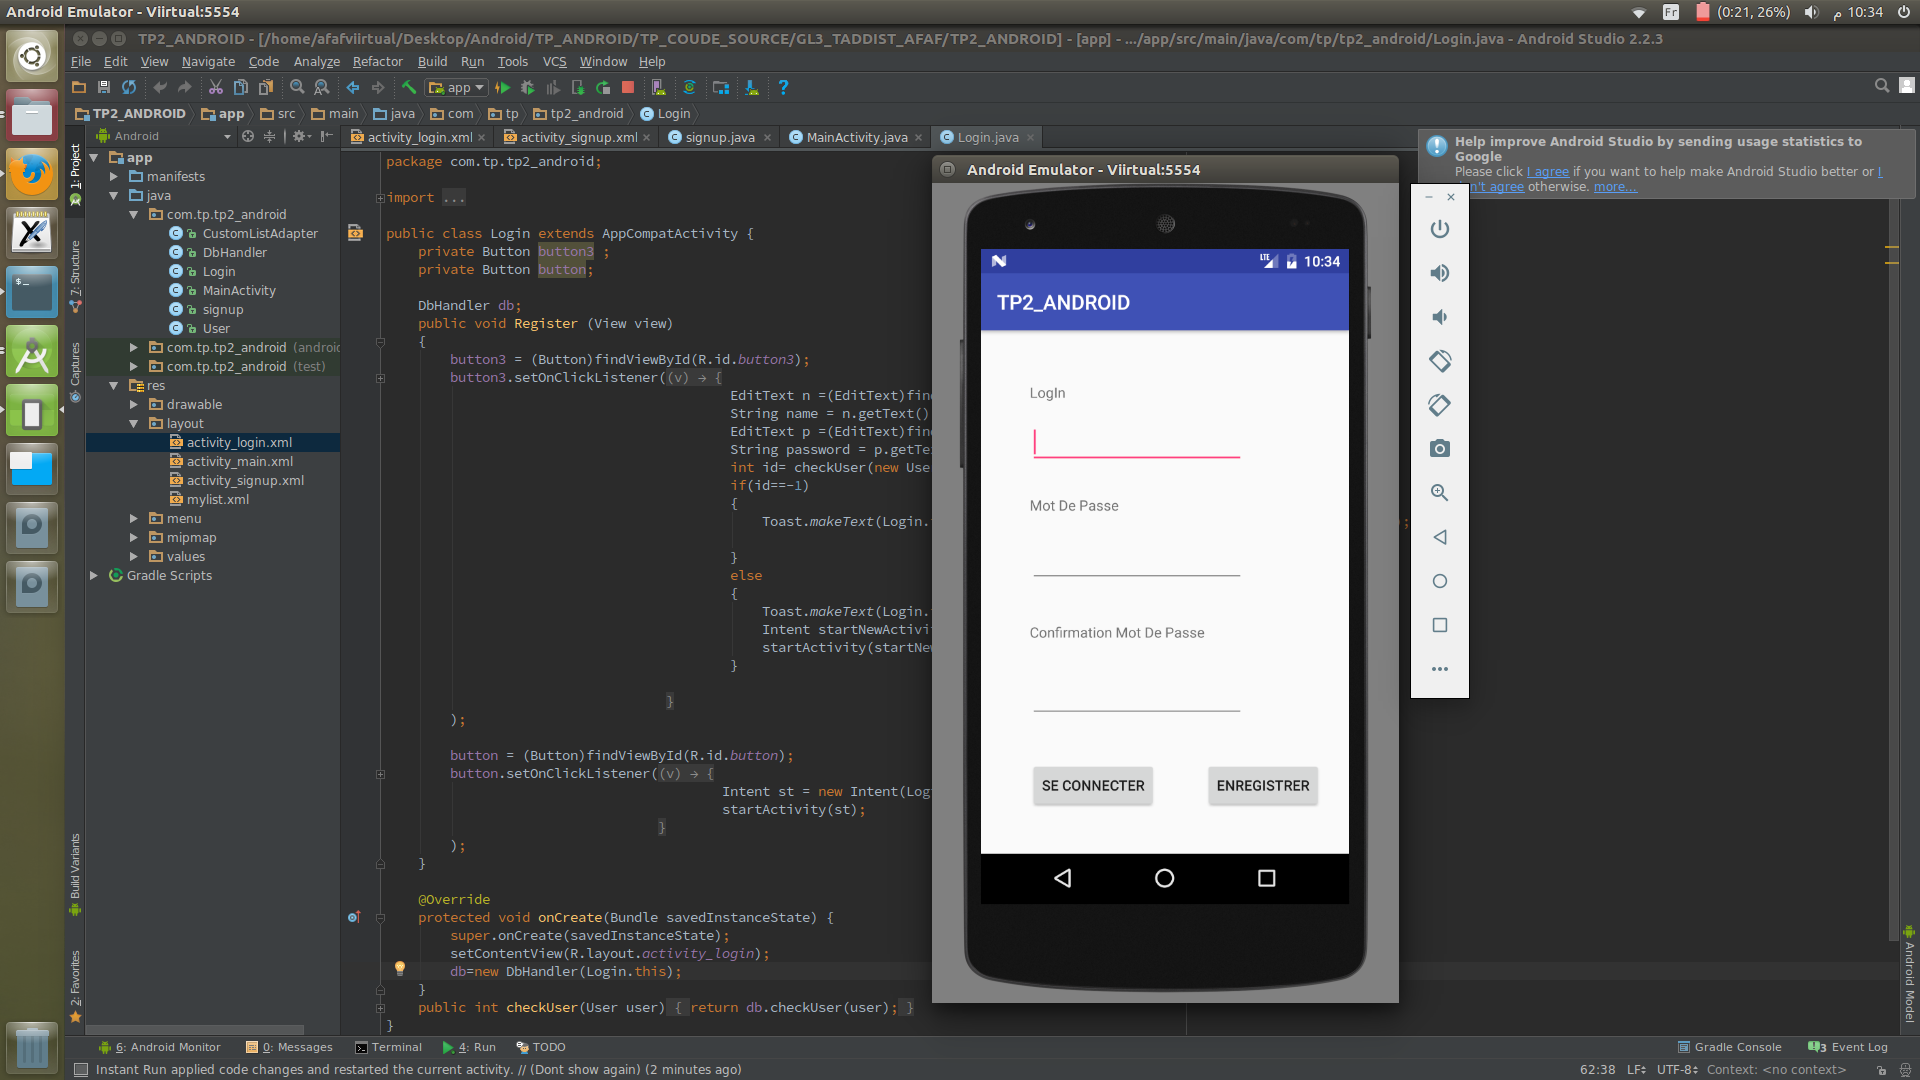 Android Emulator - Viirtual:5554
Fr
(0:21, 26%)
م 10:34
TP2_ANDROID - [/home/afafviirtual/Desktop/Android/TP_ANDROID/TP_COUDE_SOURCE/GL3_TADDIST_AFAF/TP2_ANDROID] - [app] - .../app/src/main/java/com/tp/tp2_android/Login.java - Android Studio 2.2.3
File Edit View Navigate Code Analyze Refactor Build Run Tools VCS Window Help
app
TP2_ANDROID app src main java com tp tp2_android Login
Android
activity_login.xml activity_signup.xml signup.java MainActivity.java Login.java
1: Project
7: Structure
Captures
Build Variants
2: Favorites
app
manifests
java
com.tp.tp2_android
CustomListAdapter
DbHandler
Login
MainActivity
signup
User
com.tp.tp2_android (androi
com.tp.tp2_android (test)
res
drawable
layout
activity_login.xml
activity_main.xml
activity_signup.xml
mylist.xml
menu
mipmap
values
Gradle Scripts
package com.tp.tp2_android;
import ...
public class Login extends AppCompatActivity {
private Button button3 ;
private Button button;
DbHandler db;
public void Register (View view)
{
button3 = (Button)findViewById(R.id.button3);
button3.setOnClickListener((v) → {
EditText n =(EditText)find
String name = n.getText()
EditText p =(EditText)find
String password = p.getTe
int id= checkUser(new User
if(id==-1)
{
Toast.makeText(Login.
;
}
else
{
Toast.makeText(Login.
Intent startNewActivi
startActivity(startNe
}
}
);
button = (Button)findViewById(R.id.button);
button.setOnClickListener((v) → {
Intent st = new Intent(Log
startActivity(st);
}
);
}
@Override
protected void onCreate(Bundle savedInstanceState) {
super.onCreate(savedInstanceState);
setContentView(R.layout.activity_login);
db=new DbHandler(Login.this);
}
public int checkUser(User user) { return db.checkUser(user); }
}
Android Emulator - Viirtual:5554
LTE 10:34
TP2_ANDROID
LogIn
Mot De Passe
Confirmation Mot De Passe
SE CONNECTER
ENREGISTRER
Help improve Android Studio by sending usage statistics to
Google
Please click I agree if you want to help make Android Studio better or I
don't agree otherwise. more...
Android Model
6: Android Monitor 0: Messages Terminal 4: Run TODO
Gradle Console 3 Event Log
Instant Run applied code changes and restarted the current activity. // (Dont show again) (2 minutes ago)
62:38 LF UTF-8 Context: <no context>